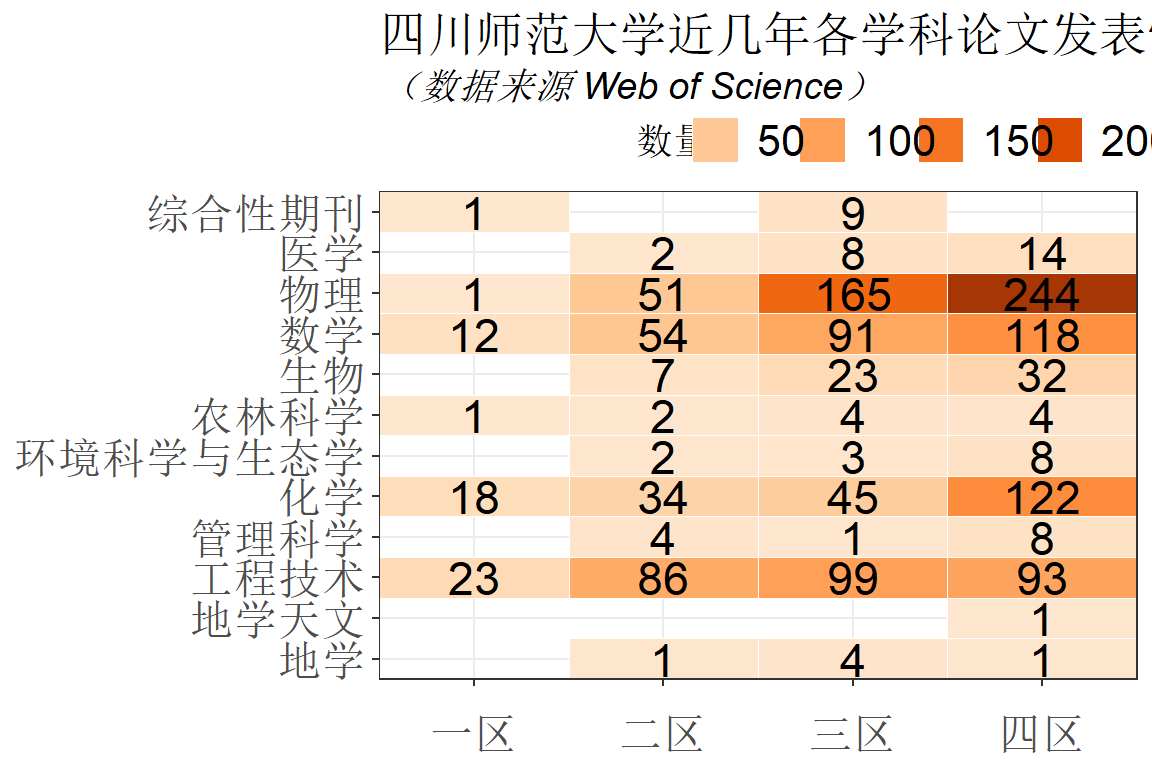 四川师范大学近几年各学科论文发表
（数据来源 Web of Science）
数量 50 100 150 200
综合性期刊 1 9
医学 2 8 14
物理 1 51 165 244
数学 12 54 91 118
生物 7 23 32
农林科学 1 2 4 4
环境科学与生态学 2 3 8
化学 18 34 45 122
管理科学 4 1 8
工程技术 23 86 99 93
地学天文 1
地学 1 4 1
一区 二区 三区 四区